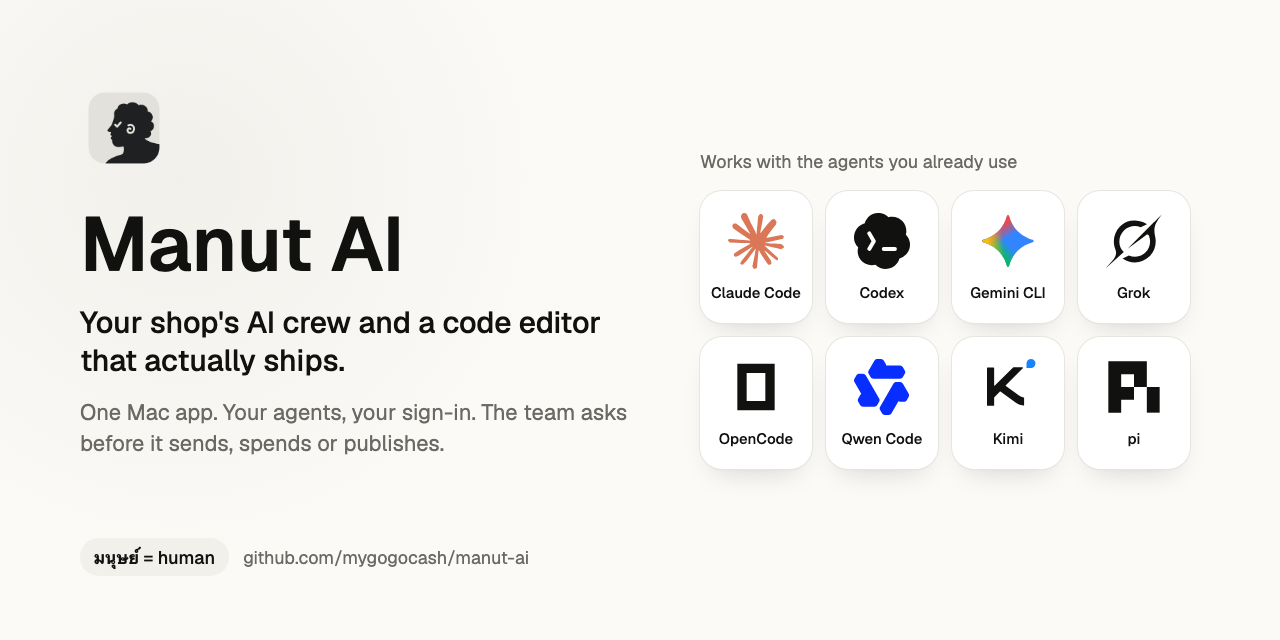 Manut AI
Your shop's AI crew and a code editor
that actually ships.
One Mac app. Your agents, your sign-in. The team asks
before it sends, spends or publishes.
มนุษย์ = human
github.com/mygogocash/manut-ai
Works with the agents you already use
Claude Code
Codex
Gemini CLI
Grok
OpenCode
Qwen Code
Kimi
pi